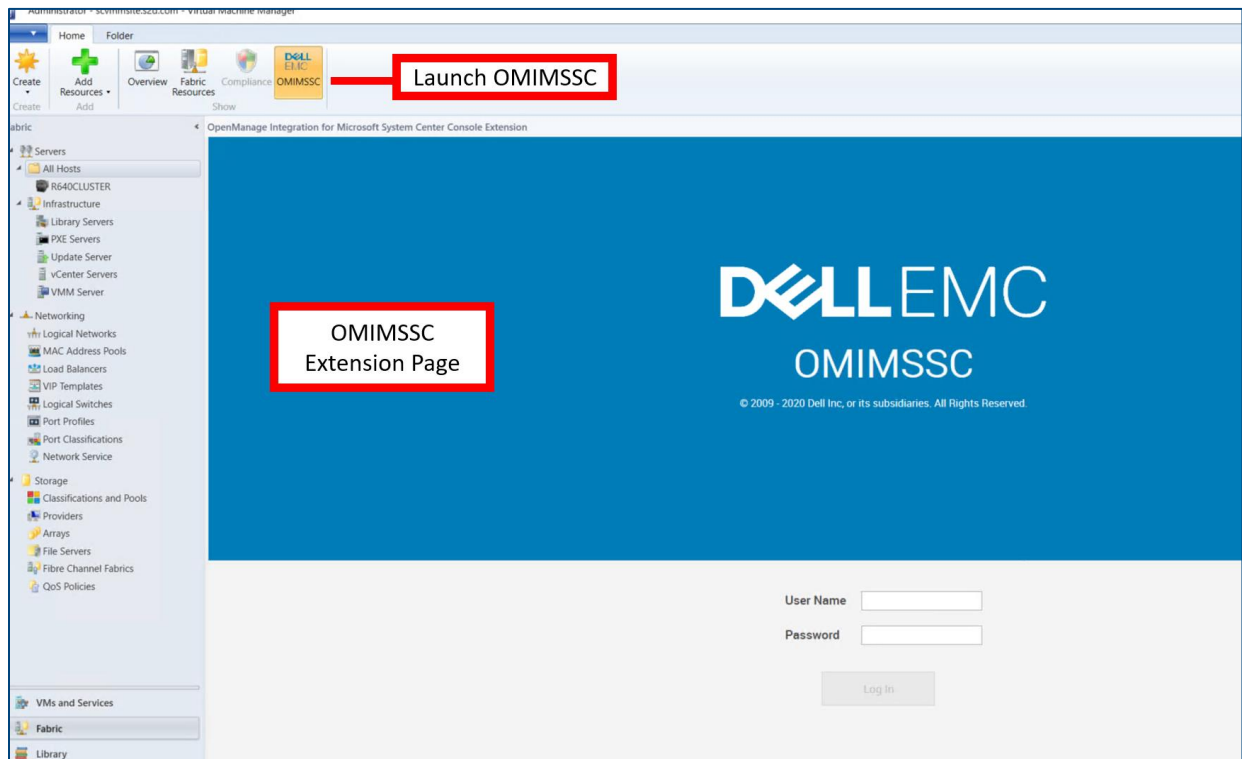 Administrator - scvmmsite.s2d.com - Virtual Machine Manager
Home Folder
Create
Add
Resources
Overview
Fabric
Resources
Compliance
DELL
EMC
OMIMSSC
Launch OMIMSSC
Create Add Show
abric
OpenManage Integration for Microsoft System Center Console Extension
Servers
All Hosts
R640CLUSTER
Infrastructure
Library Servers
PXE Servers
Update Server
vCenter Servers
VMM Server
Networking
Logical Networks
MAC Address Pools
Load Balancers
VIP Templates
Logical Switches
Port Profiles
Port Classifications
Network Service
Storage
Classifications and Pools
Providers
Arrays
File Servers
Fibre Channel Fabrics
QoS Policies
VMs and Services
Fabric
Library
OMIMSSC
Extension Page
DELLEMC
OMIMSSC
© 2009 - 2020 Dell Inc, or its subsidiaries. All Rights Reserved.
User Name
Password
Log In